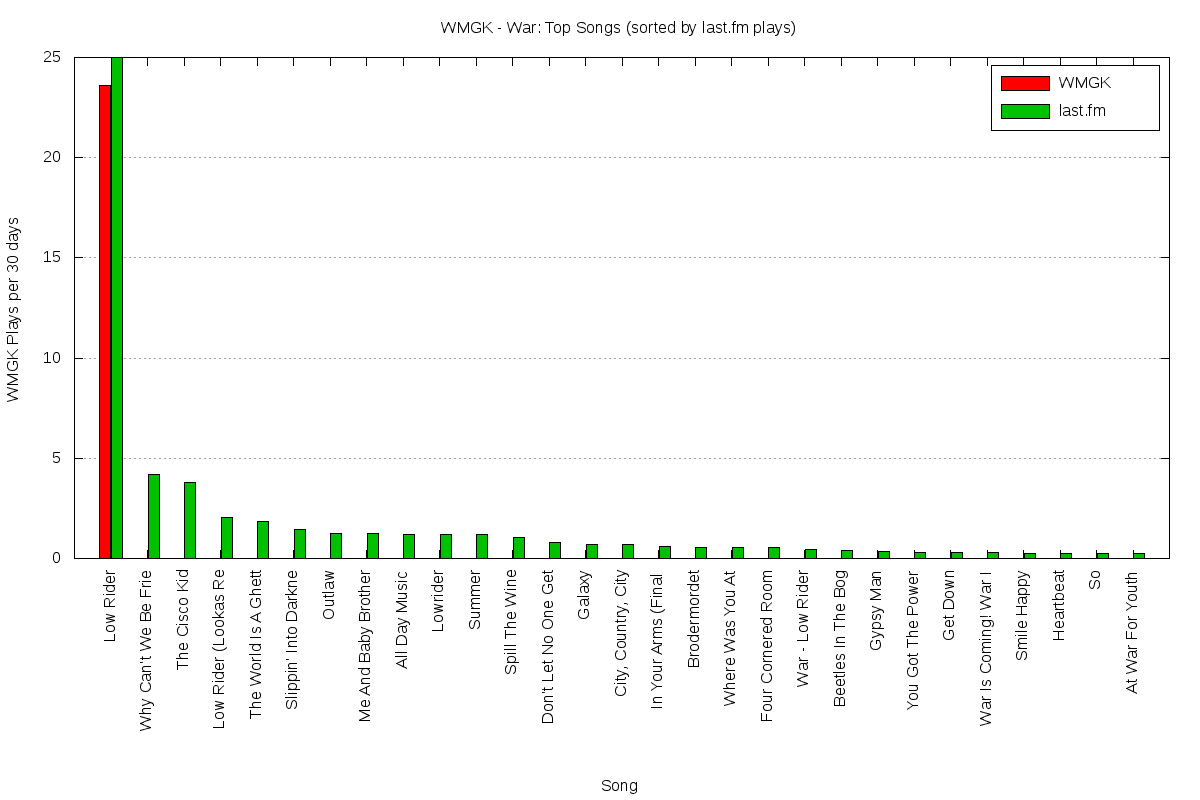 WMGK - War: Top Songs (sorted by last.fm plays)
WMGK
last.fm
WMGK Plays per 30 days
25
20
15
10
5
0
Low Rider
Why Can't We Be Frie
The Cisco Kid
Low Rider (Lookas Re
The World Is A Ghett
Slippin' Into Darkne
Outlaw
Me And Baby Brother
All Day Music
Lowrider
Summer
Spill The Wine
Don't Let No One Get
Galaxy
City, Country, City
In Your Arms (Final
Brodermordet
Where Was You At
Four Cornered Room
War - Low Rider
Beetles In The Bog
Gypsy Man
You Got The Power
Get Down
War Is Coming! War I
Smile Happy
Heartbeat
So
At War For Youth
Song